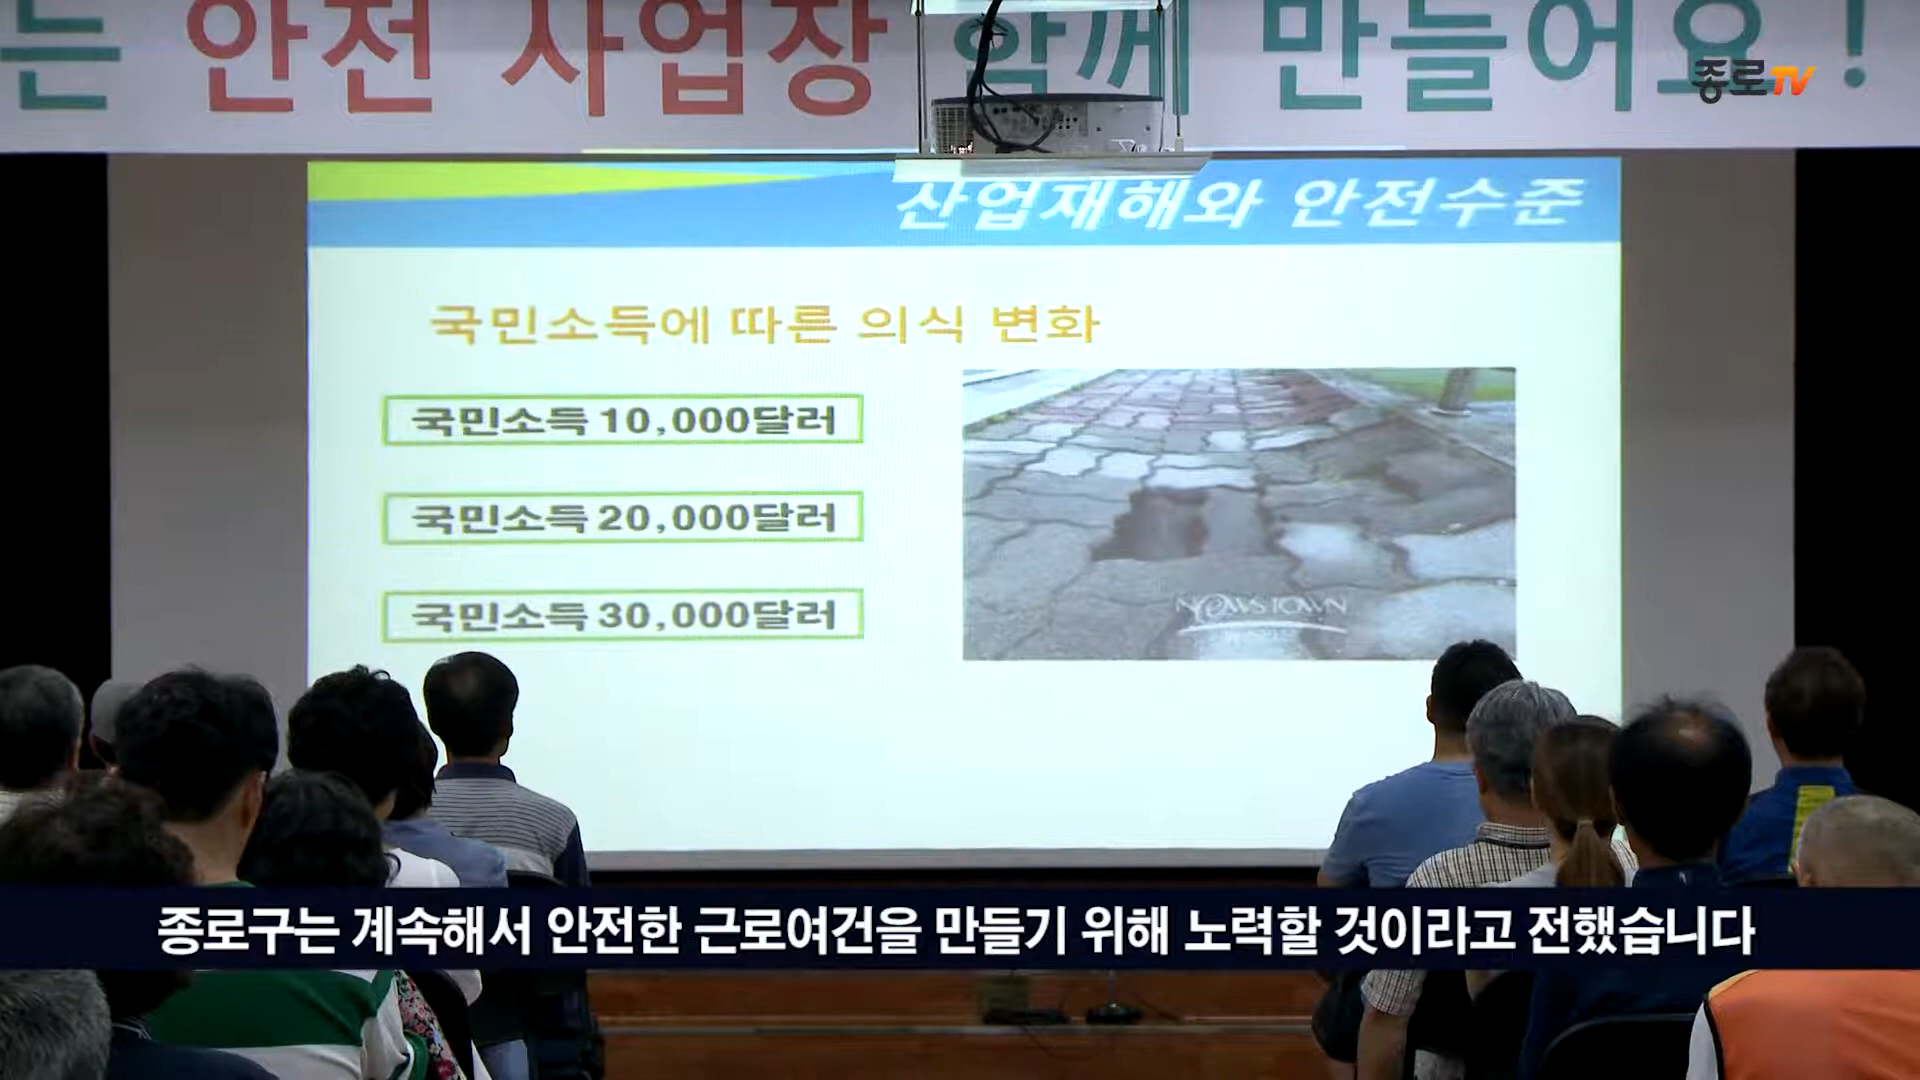 는 안전 사업장 함께 만들어요!
종로TV
산업재해와 안전수준
국민소득에 따른 의식 변화
국민소득 10,000달러
국민소득 20,000달러
국민소득 30,000달러
NEWSTOWN
종로구는 계속해서 안전한 근로여건을 만들기 위해 노력할 것이라고 전했습니다